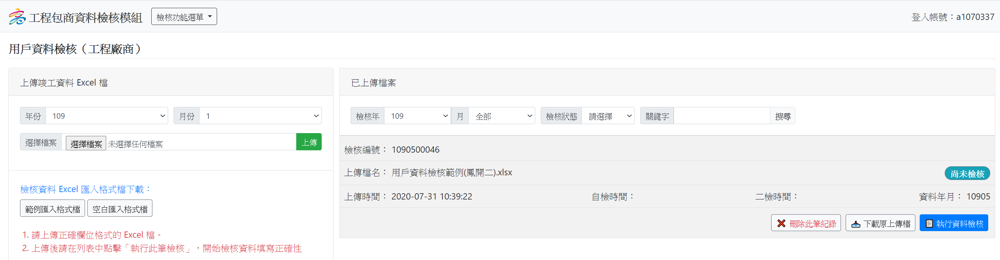 工程包商資料檢核模組 檢核功能選單 登入帳號：a1070337
用戶資料檢核（工程廠商）
上傳竣工資料 Excel 檔
年份 109 月份 1
選擇檔案 選擇檔案 未選擇任何檔案 上傳
檢核資料 Excel 匯入格式檔下載：
範例匯入格式檔 空白匯入格式檔
1. 請上傳正確欄位格式的 Excel 檔。
2. 上傳後請在列表中點擊「執行此筆檢核」，開始檢核資料填寫正確性
已上傳檔案
檢核年 109 月 全部 檢核狀態 請選擇 關鍵字 搜尋
檢核編號： 1090500046
上傳檔名： 用戶資料檢核範例(鳳開二).xlsx 尚未檢核
上傳時間： 2020-07-31 10:39:22 自檢時間： 二檢時間： 資料年月： 10905
刪除此筆紀錄 下載原上傳檔 執行資料檢核